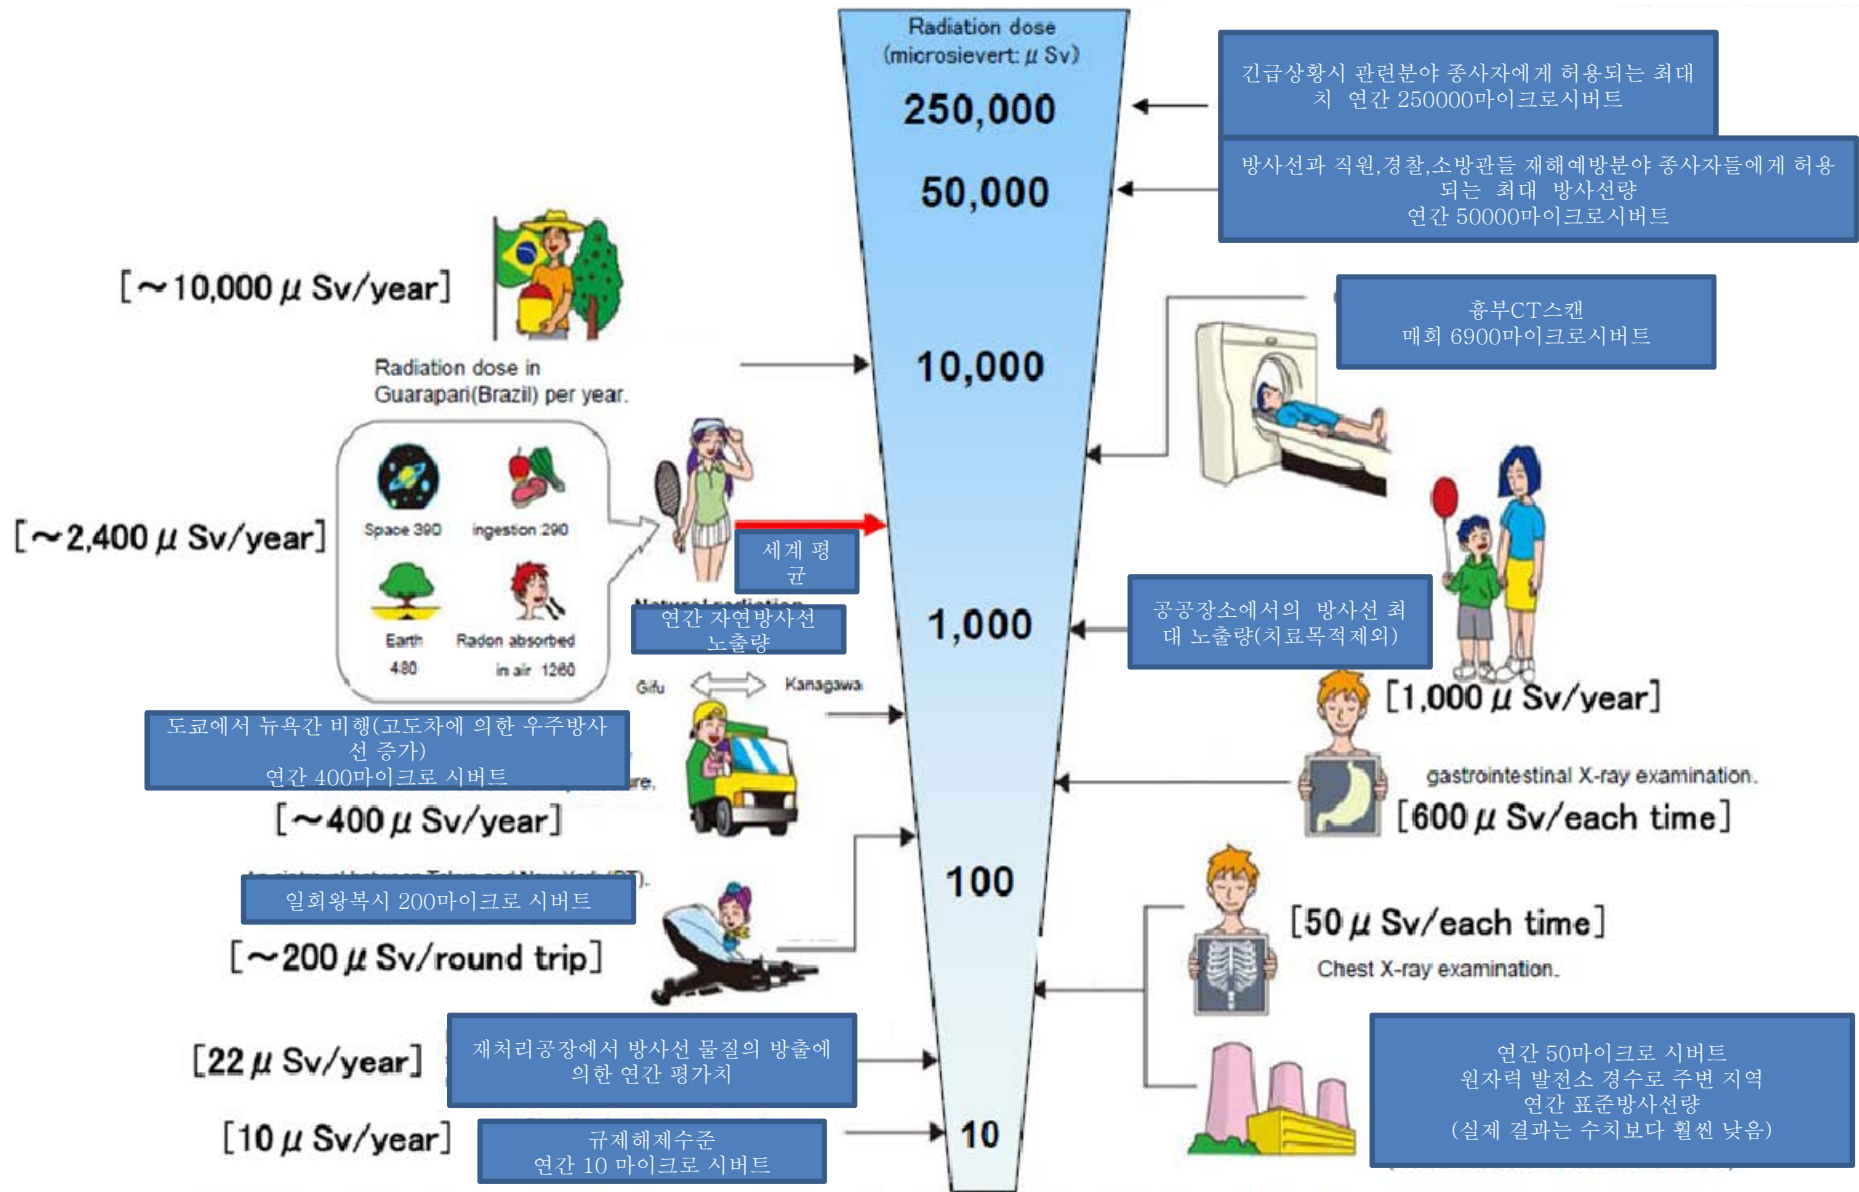 Radiation dose
(microsievert: μ Sv)
250,000
50,000
10,000
1,000
100
10
긴급상황시 관련분야 종사자에게 허용되는 최대
치 연간 250000마이크로시버트
방사선과 직원,경찰,소방관들 재해예방분야 종사자들에게 허용
되는 최대 방사선량
연간 50000마이크로시버트
[~10,000 μ Sv/year]
Radiation dose in
Guarapari(Brazil) per year.
흉부CT스캔
매회 6900마이크로시버트
[~2,400 μ Sv/year]
Space 390
ingestion 290
Earth
480
Radon absorbed
in air 1260
세계 평
균
Natural radiation
연간 자연방사선
노출량
공공장소에서의 방사선 최
대 노출량(치료목적제외)
[1,000 μ Sv/year]
Gifu
Kanagawa
도쿄에서 뉴욕간 비행(고도차에 의한 우주방사
선 증가)
연간 400마이크로 시버트
ure.
[~400 μ Sv/year]
gastrointestinal X-ray examination.
[600 μ Sv/each time]
일회왕복시 200마이크로 시버트
[~200 μ Sv/round trip]
[50 μ Sv/each time]
Chest X-ray examination.
[22 μ Sv/year]
재처리공장에서 방사선 물질의 방출에
의한 연간 평가치
연간 50마이크로 시버트
원자력 발전소 경수로 주변 지역
연간 표준방사선량
(실제 결과는 수치보다 훨씬 낮음)
[10 μ Sv/year]
규제해제수준
연간 10 마이크로 시버트